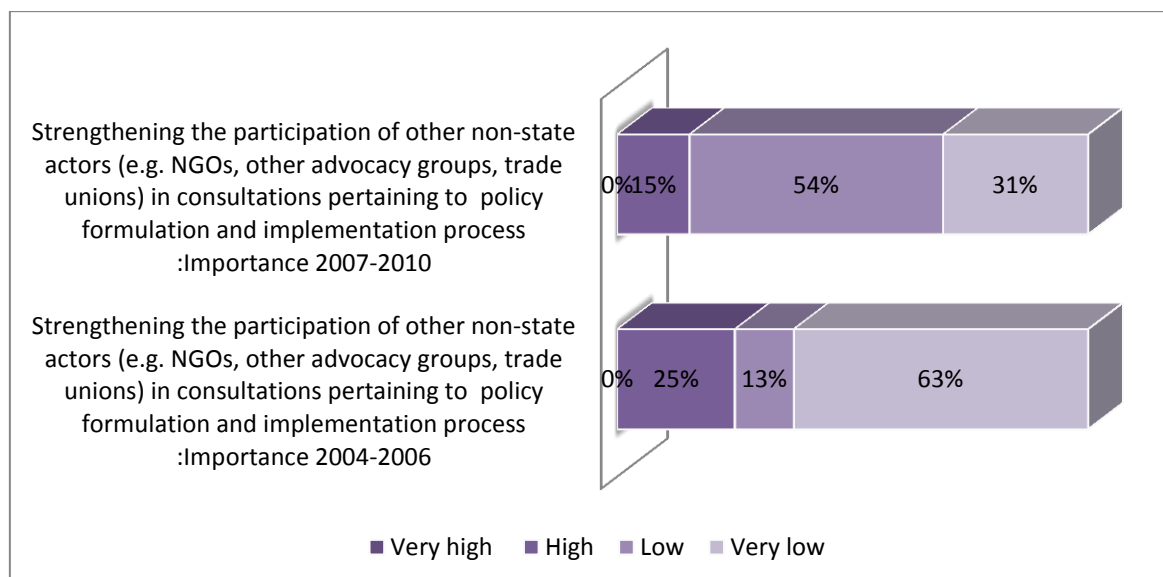 Strengthening the participation of other non-state
actors (e.g. NGOs, other advocacy groups, trade
unions) in consultations pertaining to  policy
formulation and implementation process
:Importance 2007-2010
0% 15% 54% 31%
Strengthening the participation of other non-state
actors (e.g. NGOs, other advocacy groups, trade
unions) in consultations pertaining to  policy
formulation and implementation process
:Importance 2004-2006
0% 25% 13% 63%
Very high High Low Very low